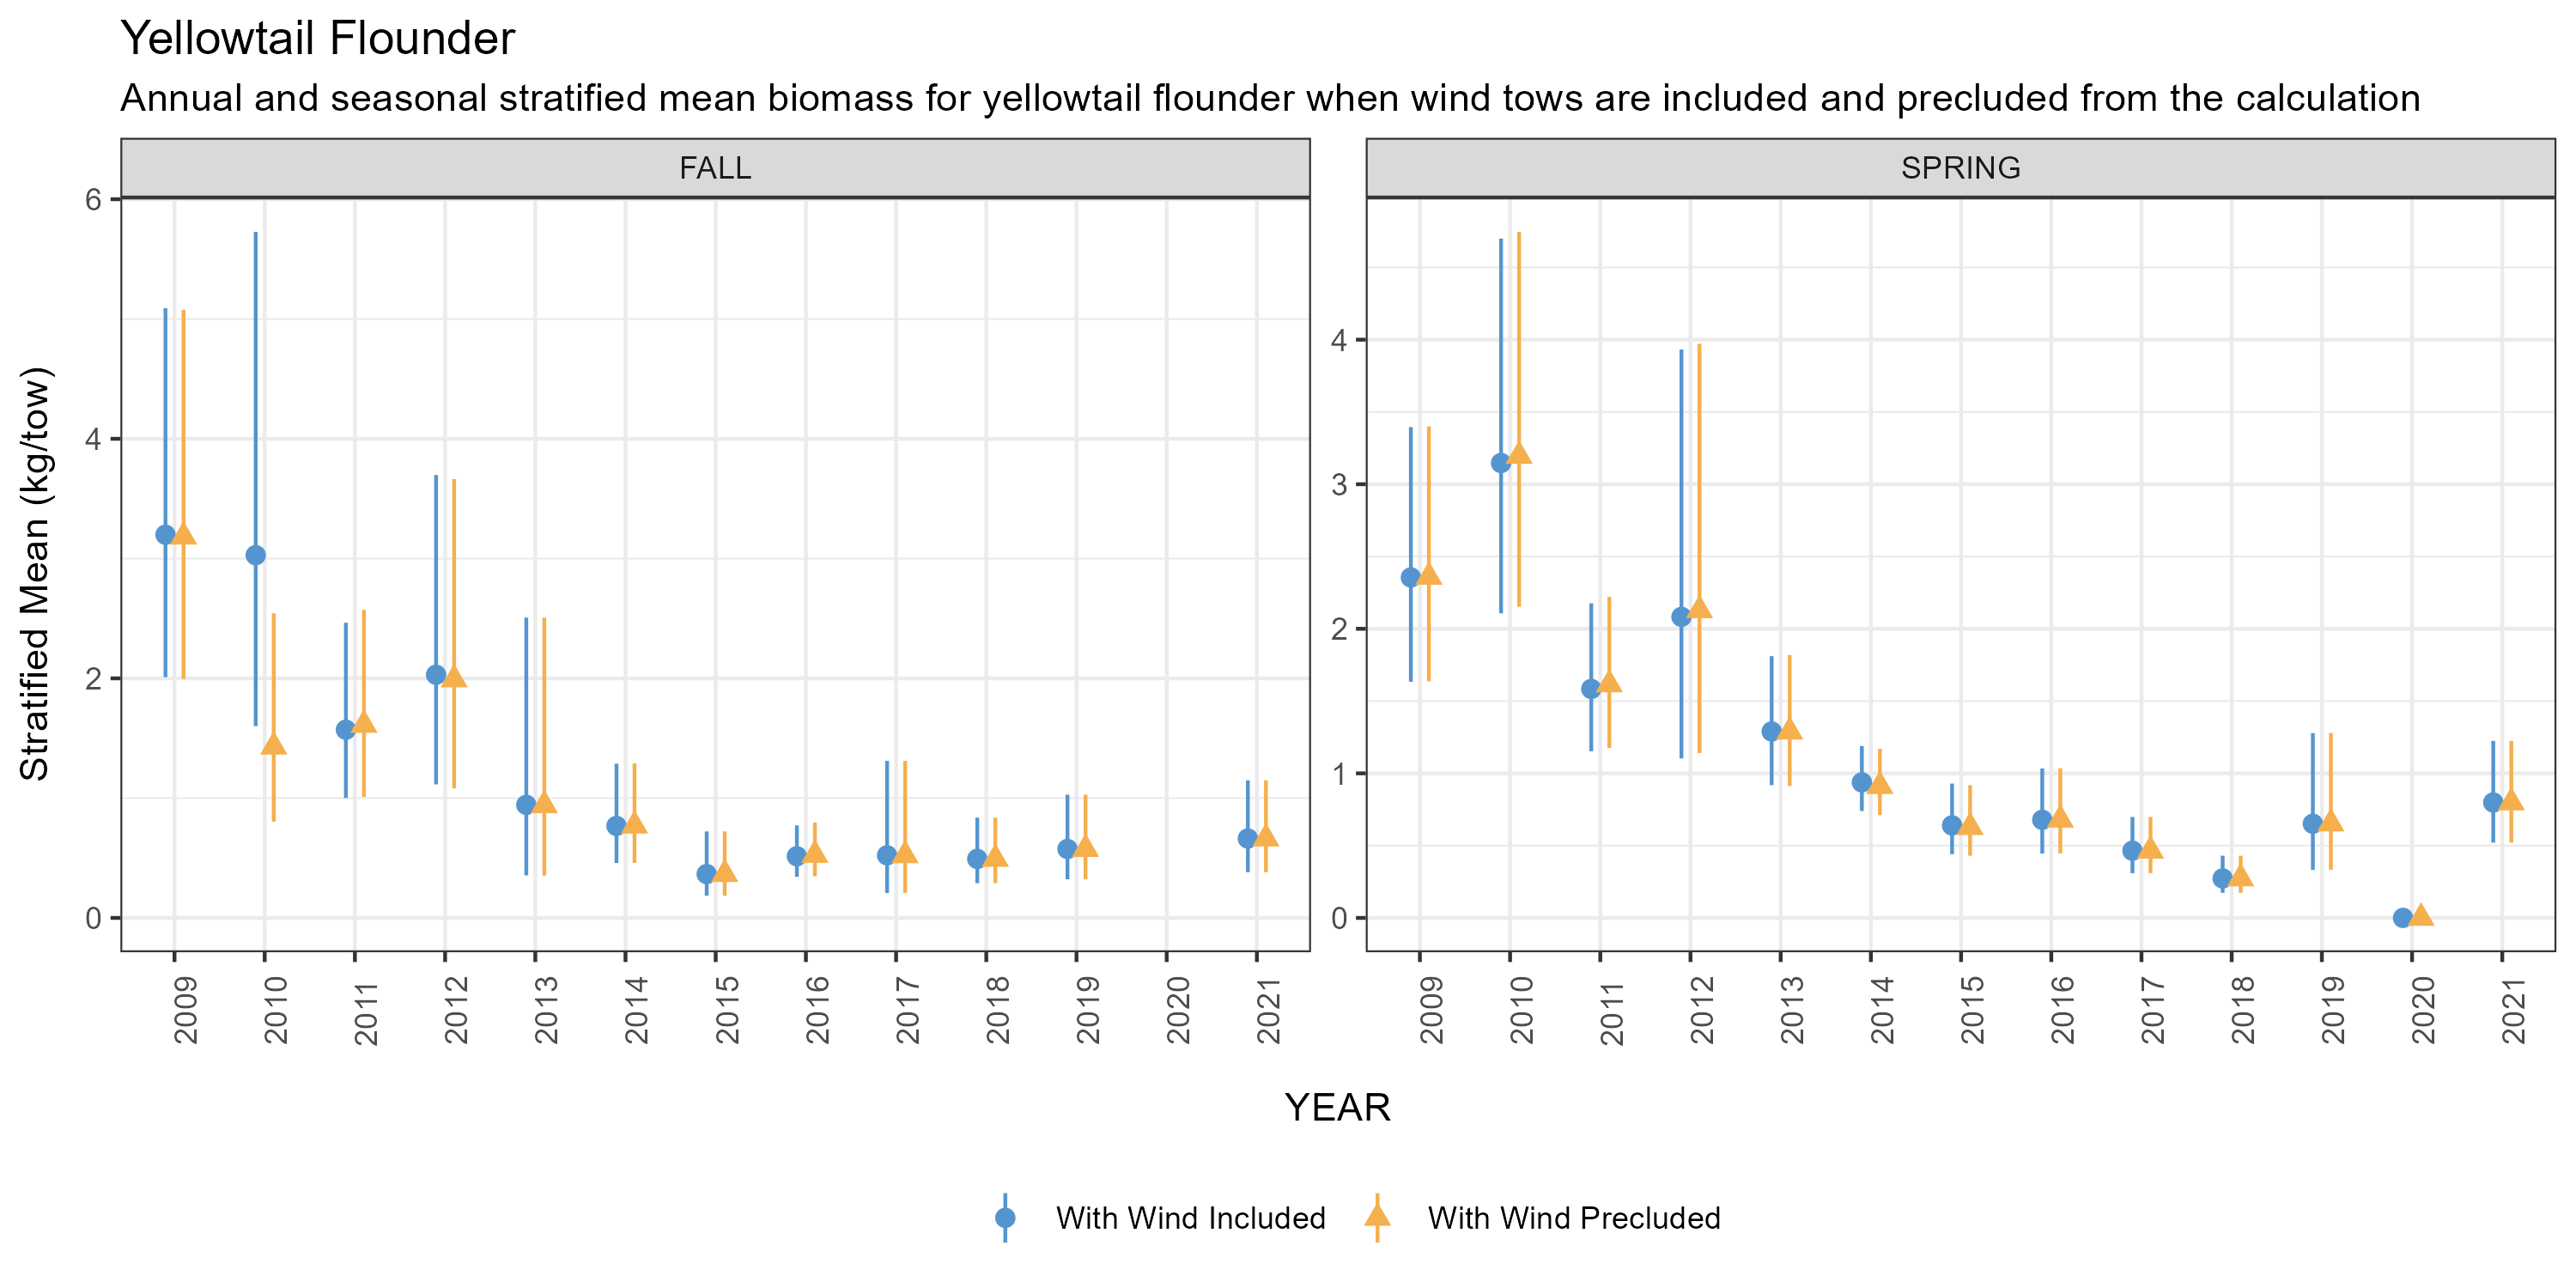 Yellowtail Flounder
Annual and seasonal stratified mean biomass for yellowtail flounder when wind tows are included and precluded from the calculation
FALL
SPRING
Stratified Mean (kg/tow)
6
4
2
0
4
3
2
1
0
2009 2010 2011 2012 2013 2014 2015 2016 2017 2018 2019 2020 2021
2009 2010 2011 2012 2013 2014 2015 2016 2017 2018 2019 2020 2021
YEAR
With Wind Included With Wind Precluded